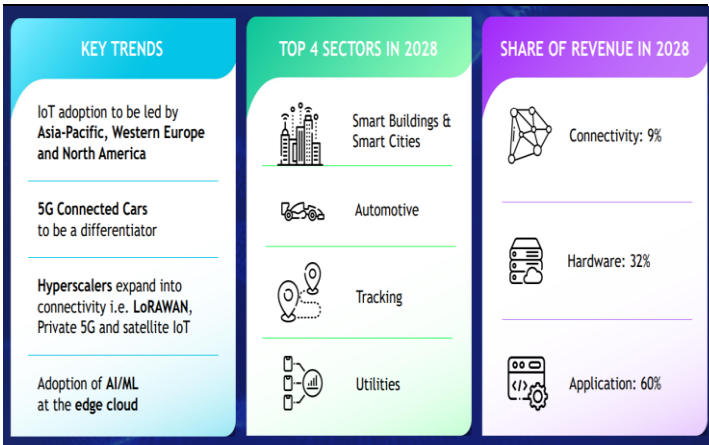 KEY TRENDS
IoT adoption to be led by
Asia-Pacific, Western Europe
and North America
5G Connected Cars
to be a differentiator
Hyperscalers expand into
connectivity i.e. LoRAWAN,
Private 5G and satellite IoT
Adoption of AI/ML
at the edge cloud
TOP 4 SECTORS IN 2028
Smart Buildings &
Smart Cities
Automotive
Tracking
Utilities
SHARE OF REVENUE IN 2028
Connectivity: 9%
Hardware: 32%
Application: 60%